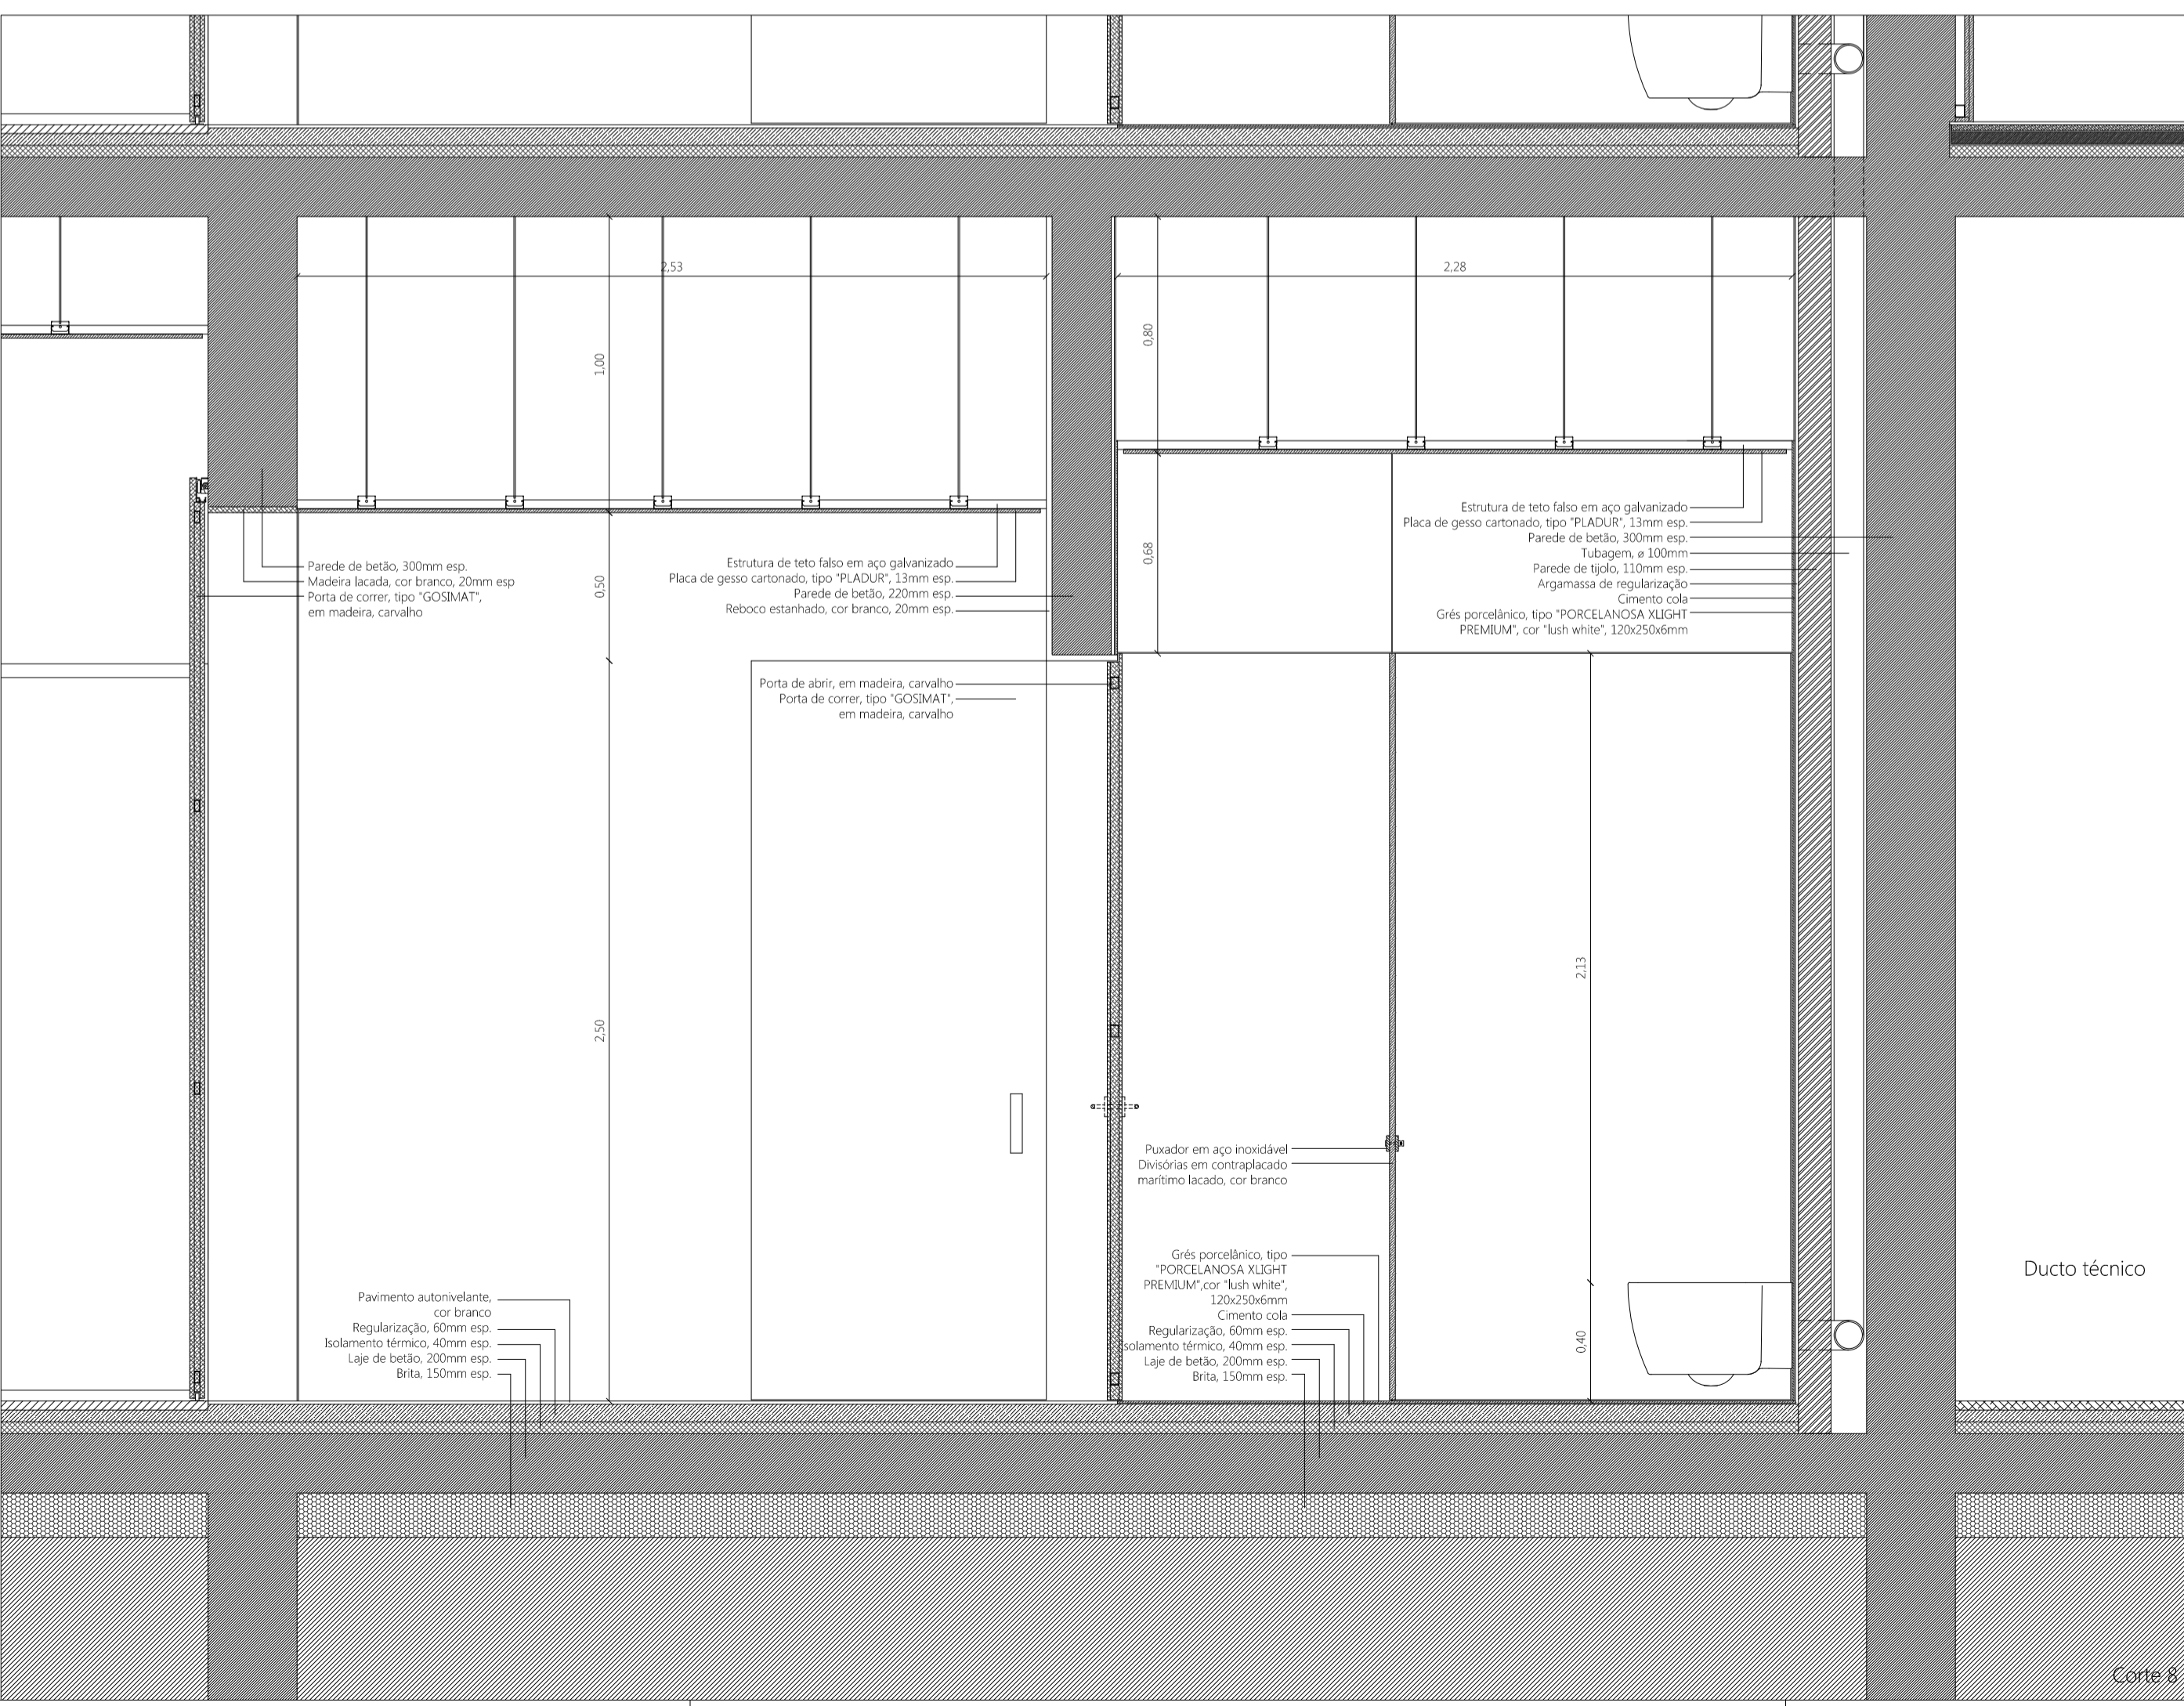 2,53
2,28
1,00
0,80
0,50
0,68
2,50
2,13
0,40
Parede de betão, 300mm esp.
Madeira lacada, cor branco, 20mm esp
Porta de correr, tipo "GOSIMAT",
em madeira, carvalho
Estrutura de teto falso em aço galvanizado
Placa de gesso cartonado, tipo "PLADUR", 13mm esp.
Parede de betão, 220mm esp.
Reboco estanhado, cor branco, 20mm esp.
Estrutura de teto falso em aço galvanizado
Placa de gesso cartonado, tipo "PLADUR", 13mm esp.
Parede de betão, 300mm esp.
Tubagem, ø 100mm
Parede de tijolo, 110mm esp.
Argamassa de regularização
Cimento cola
Grés porcelânico, tipo "PORCELANOSA XLIGHT
PREMIUM", cor "lush white", 120x250x6mm
Porta de abrir, em madeira, carvalho
Porta de correr, tipo "GOSIMAT",
em madeira, carvalho
Puxador em aço inoxidável
Divisórias em contraplacado
marítimo lacado, cor branco
Pavimento autonivelante,
cor branco
Regularização, 60mm esp.
Isolamento térmico, 40mm esp.
Laje de betão, 200mm esp.
Brita, 150mm esp.
Grés porcelânico, tipo
"PORCELANOSA XLIGHT
PREMIUM",cor "lush white",
120x250x6mm
Cimento cola
Regularização, 60mm esp.
solamento térmico, 40mm esp.
Laje de betão, 200mm esp.
Brita, 150mm esp.
Ducto técnico
Corte 8